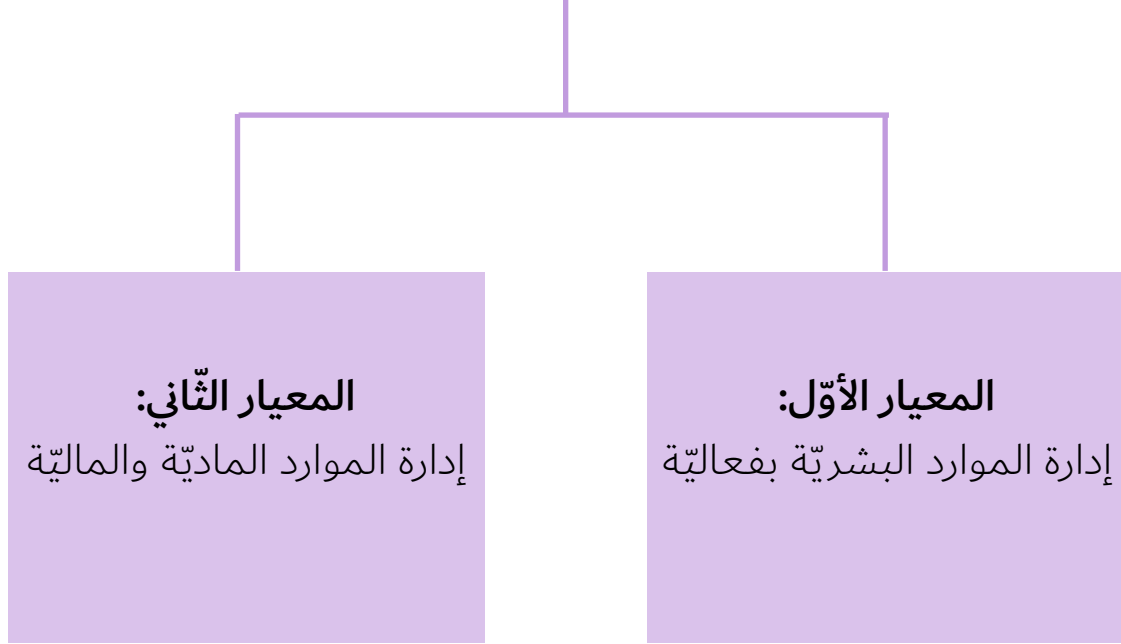 المعيار الأوّل:
إدارة الموارد البشريّة بفعاليّة
المعيار الثّاني:
إدارة الموارد الماديّة والماليّة